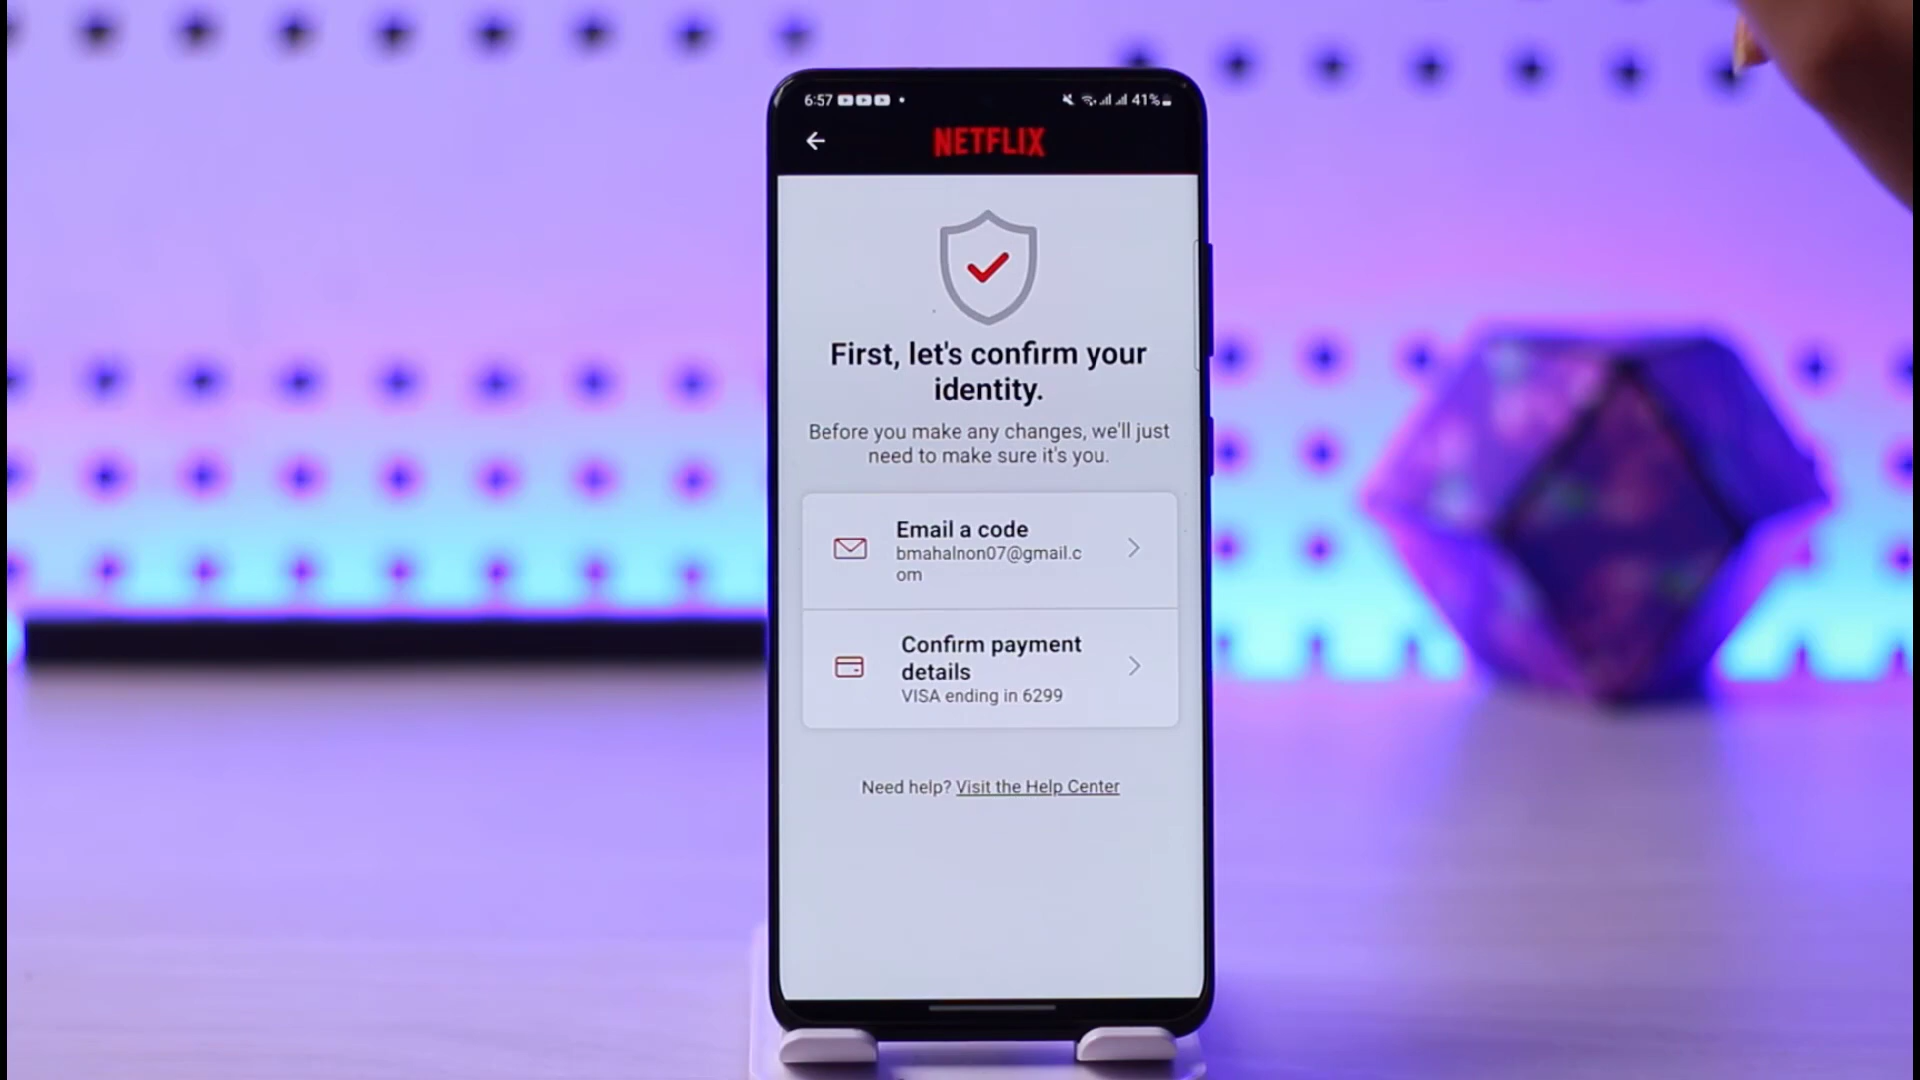 6:57
41%
NETFLIX
First, let's confirm your
identity.
Before you make any changes, we'll just
need to make sure it's you.
Email a code
bmahalnon07@gmail.c
om
Confirm payment
details
VISA ending in 6299
Need help? Visit the Help Center